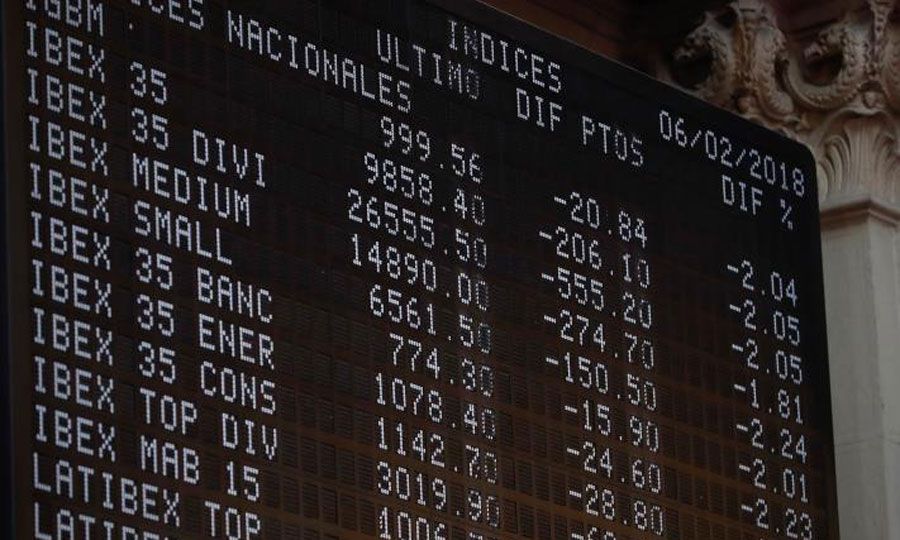 INDICES 06/02/2018
ICES NACIONALES ULTIMO DIF PTOS DIF %
IGBM 999.56 -20.84 -2.04
IBEX 35 9858.40 -206.10 -2.05
IBEX 35 DIVI 26555.50 -555.20 -2.05
IBEX MEDIUM 14890.00 -274.70 -1.81
IBEX SMALL 6561.50 -150.50 -2.24
IBEX 35 BANC 774.80 -15.90 -2.01
IBEX 35 ENER 1078.40 -24.60 -2.23
IBEX 35 CONS 1142.70 -28.80
IBEX TOP DIV 3019.90
IBEX MAB 15 1006
LATIBEX TOP